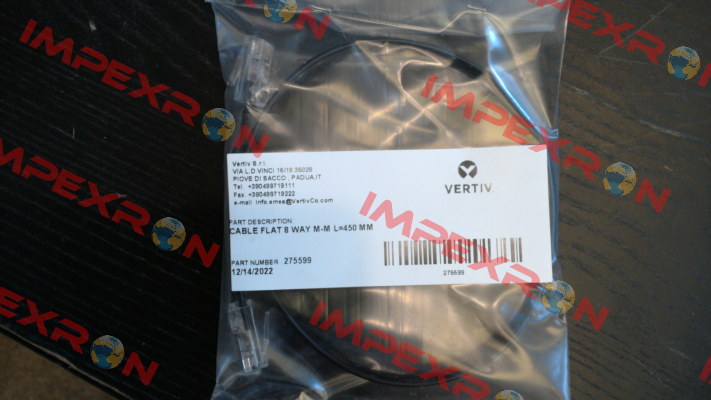 IMPEXRON
IMPEXRON
IMPEXRON
IMPEXRON
IMPEXRON
IMPEXRON
Vertiv S.r.l.
VIA L.D VINCI 16/18 35028
PIOVE DI SACCO , PADUA,IT
Tel. +390499719111
Fax. +390499719222
e-mail: info.emea@VertivCo.com
VERTIV
PART DESCRIPTION:
CABLE FLAT 8 WAY M-M L=450 MM
PART NUMBER 275599
12/14/2022
275599
IMPEXRON
IMPEXRON